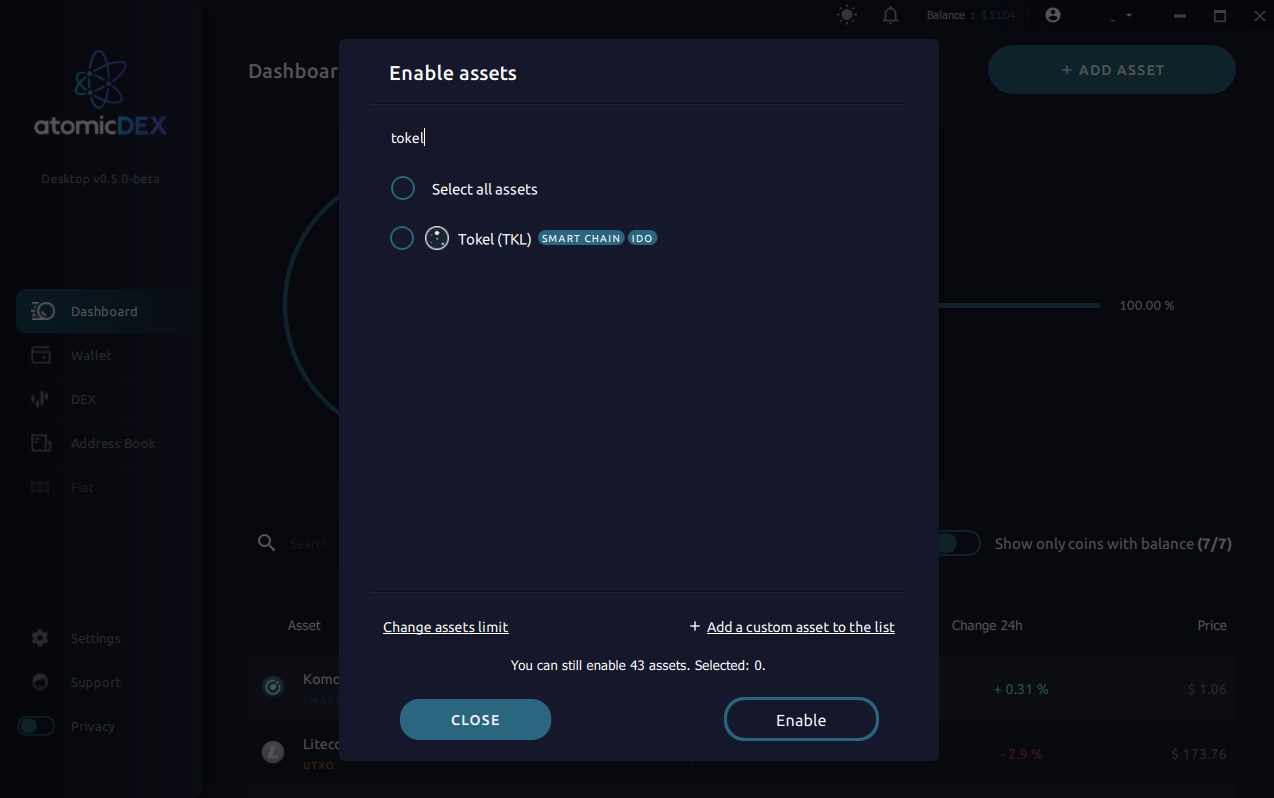 Balance : $ 51.04
atomicDEX
Desktop v0.5.0-beta
Dashboard
Wallet
DEX
Address Book
Fiat
Settings
Support
Privacy
Dashboar
+ ADD ASSET
100.00 %
Search
Show only coins with balance (7/7)
Asset
Change 24h
Price
Komo
SMAR
+ 0.31 %
$ 1.06
Liteco
UTXO
- 2.9 %
$ 173.76
Enable assets
tokel
Select all assets
Tokel (TKL) SMART CHAIN IDO
Change assets limit
+ Add a custom asset to the list
You can still enable 43 assets. Selected: 0.
CLOSE
Enable